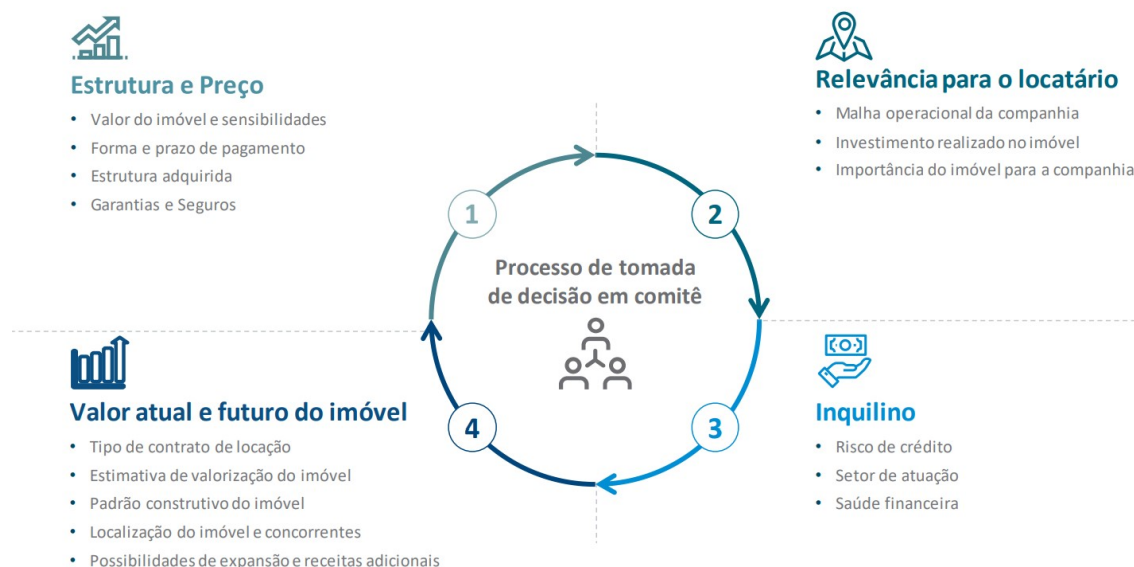 Estrutura e Preço
• Valor do imóvel e sensibilidades
• Forma e prazo de pagamento
• Estrutura adquirida
• Garantias e Seguros
Relevância para o locatário
• Malha operacional da companhia
• Investimento realizado no imóvel
• Importância do imóvel para a companhia
1
2
Processo de tomada
de decisão em comitê
4
3
Valor atual e futuro do imóvel
• Tipo de contrato de locação
• Estimativa de valorização do imóvel
• Padrão construtivo do imóvel
• Localização do imóvel e concorrentes
• Possibilidades de expansão e receitas adicionais
Inquilino
• Risco de crédito
• Setor de atuação
• Saúde financeira